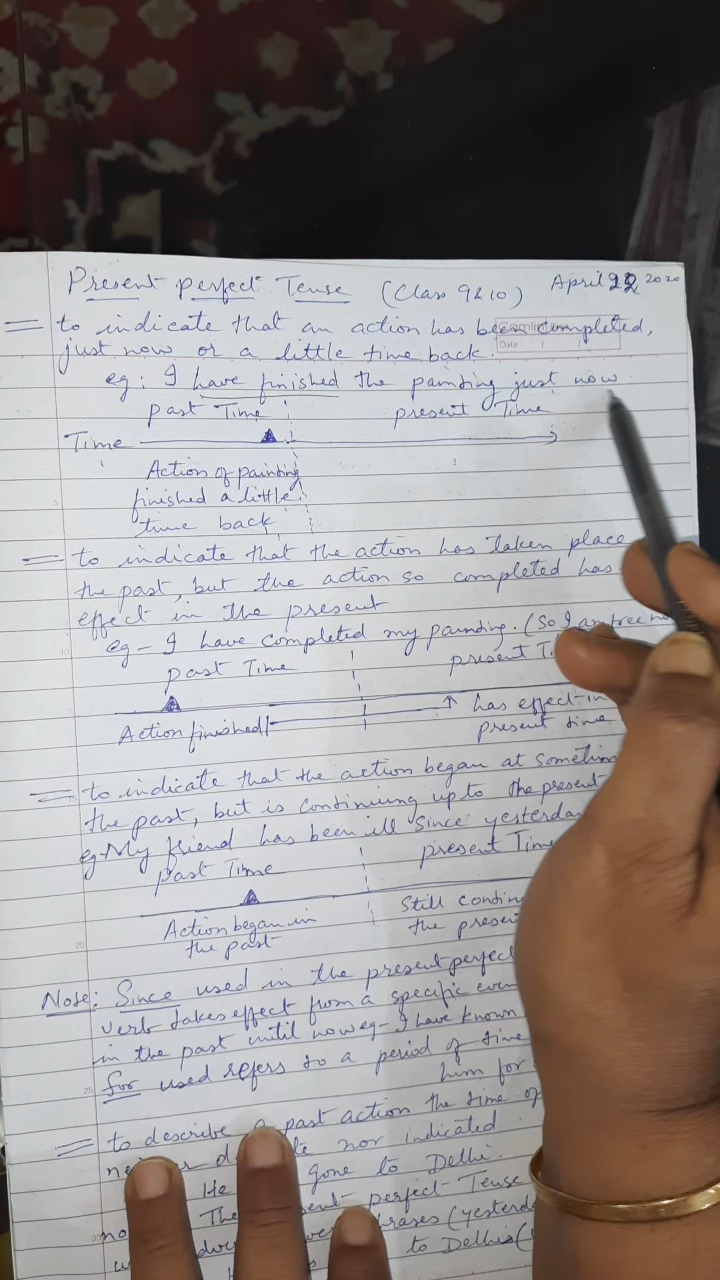 Present perfect Tense (Class 9&10) April 2020
to indicate that an action has been completed,
Date
just now or a little time back.
eg: I have finished the painting just now
past Time present Time
Time
Action of painting
finished a little
time back
to indicate that the action has taken place
the past, but the action so completed has
effect in the present
eg- I have completed my painting. (So I am free
past Time present
has effect in
Action finished present time
to indicate that the action began at
the past, but is continuing up to the present
eg-My friend has been ill since
past Time present Time
Action began in Still
the past the
Note: Since used in the present perfect
verb takes effect from a specific
in the past until now eg- I have known
for used refers to a period of time
him for
to describe a past action the time of
nor indicated
He gone to Delhi.
The perfect Tense
to Delhi